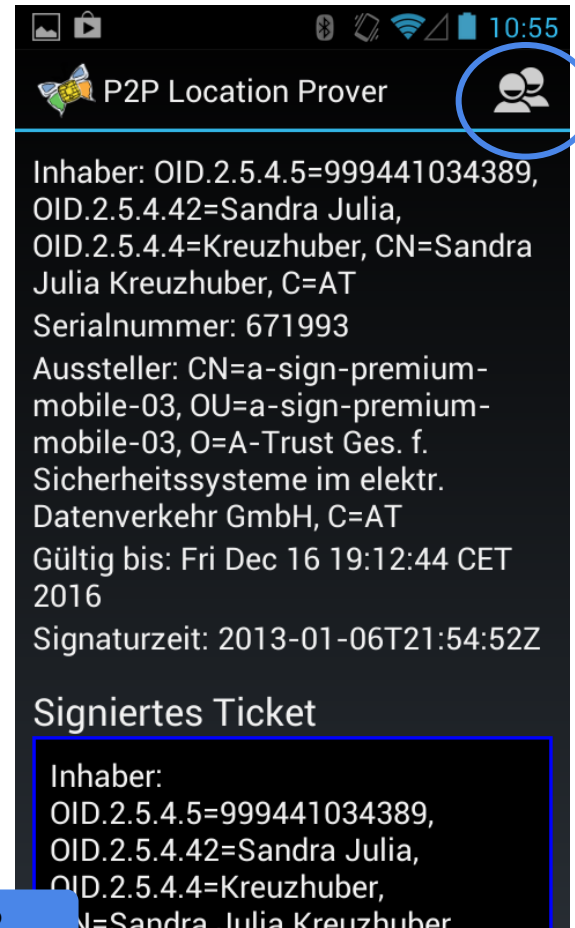 10:55
P2P Location Prover
Inhaber: OID.2.5.4.5=999441034389,
OID.2.5.4.42=Sandra Julia,
OID.2.5.4.4=Kreuzhuber, CN=Sandra
Julia Kreuzhuber, C=AT
Serialnummer: 671993
Aussteller: CN=a-sign-premium-
mobile-03, OU=a-sign-premium-
mobile-03, O=A-Trust Ges. f.
Sicherheitssysteme im elektr.
Datenverkehr GmbH, C=AT
Gültig bis: Fri Dec 16 19:12:44 CET
2016
Signaturzeit: 2013-01-06T21:54:52Z
Signiertes Ticket
Inhaber:
OID.2.5.4.5=999441034389,
OID.2.5.4.42=Sandra Julia,
OID.2.5.4.4=Kreuzhuber,
N=Sandra Julia Kreuzhuber